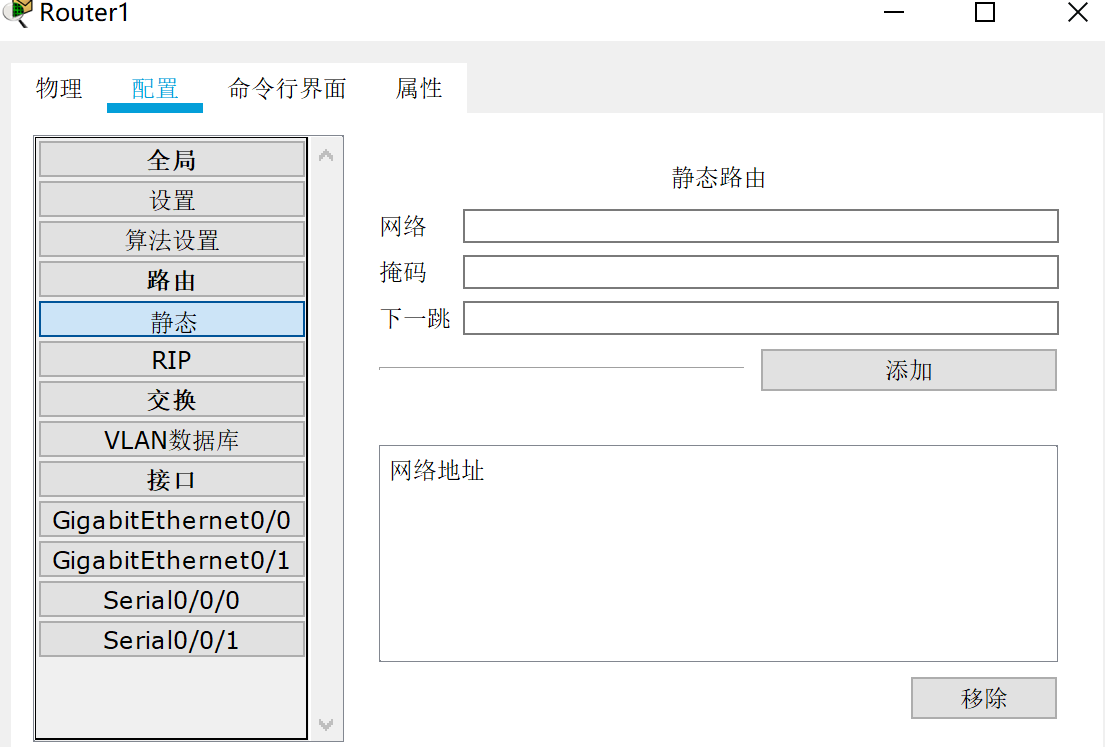 Router1
物理 配置 命令行界面 属性
全局
设置
算法设置
路由
静态
RIP
交换
VLAN数据库
接口
GigabitEthernet0/0
GigabitEthernet0/1
Serial0/0/0
Serial0/0/1
静态路由
网络
掩码
下一跳
添加
网络地址
移除